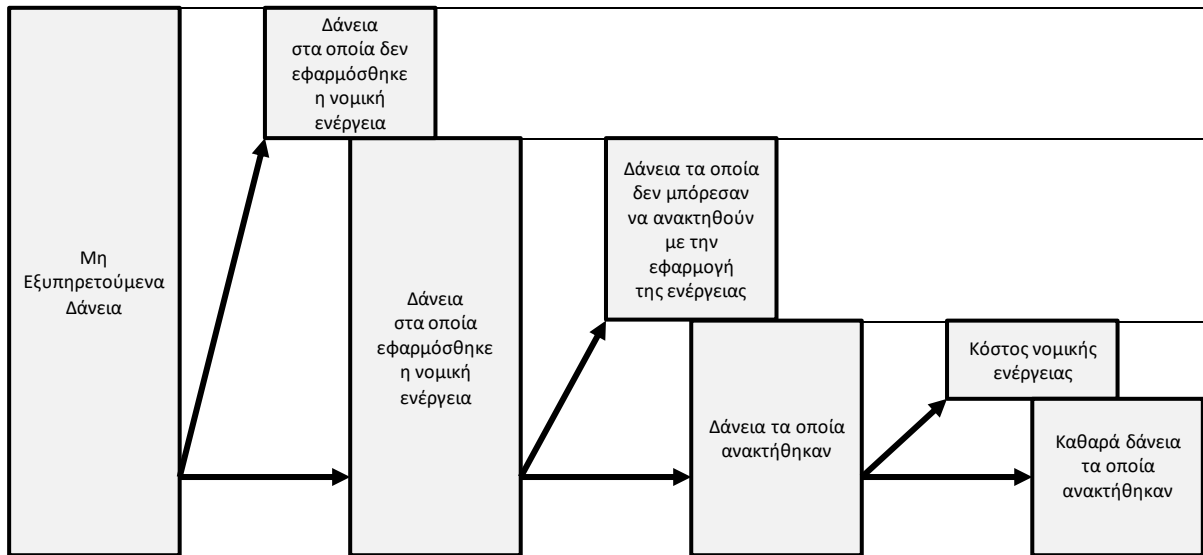 Μη
Εξυπηρετούμενα
Δάνεια
Δάνεια
στα οποία δεν
εφαρμόσθηκε
η νομική
ενέργεια
Δάνεια
στα οποία
εφαρμόσθηκε
η νομική
ενέργεια
Δάνεια τα οποία
δεν μπόρεσαν
να ανακτηθούν
με την
εφαρμογή
της ενέργειας
Δάνεια τα οποία
ανακτήθηκαν
Κόστος νομικής
ενέργειας
Καθαρά δάνεια
τα οποία
ανακτήθηκαν